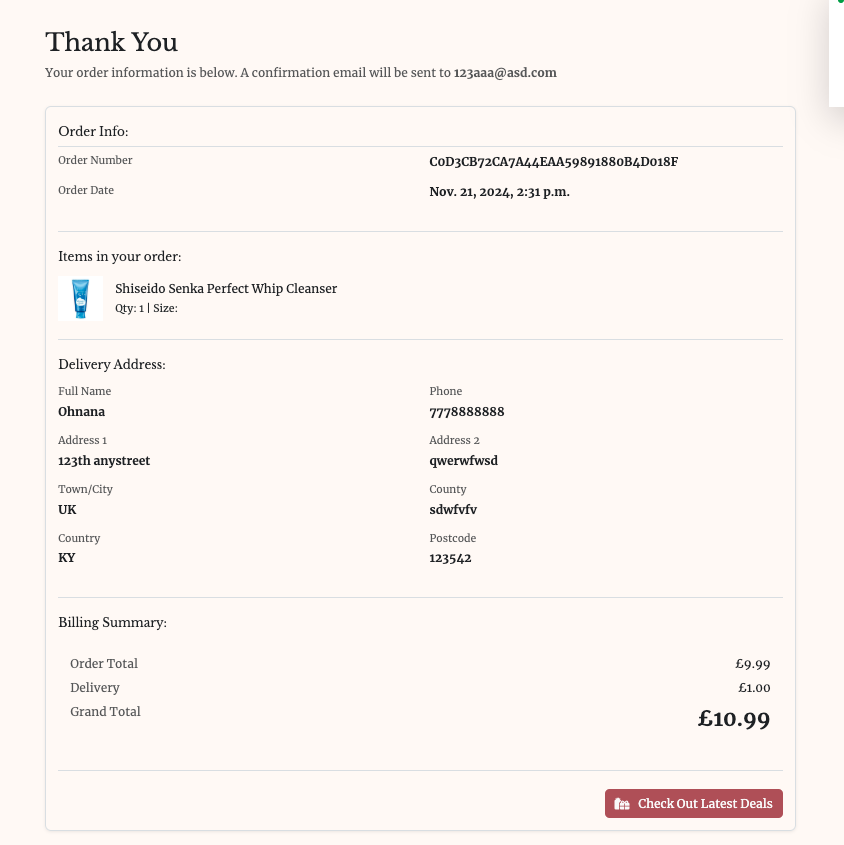 Thank You
Your order information is below. A confirmation email will be sent to 123aaa@asd.com
Order Info:
Order Number
C0D3CB72CA7A44EAA59891880B4D018F
Order Date
Nov. 21, 2024, 2:31 p.m.
Items in your order:
Shiseido Senka Perfect Whip Cleanser
Qty: 1 | Size:
Delivery Address:
Full Name
Ohnana
Phone
7778888888
Address 1
123th anystreet
Address 2
qwerwfwsd
Town/City
UK
County
sdwfvfv
Country
KY
Postcode
123542
Billing Summary:
Order Total £9.99
Delivery £1.00
Grand Total £10.99
Check Out Latest Deals